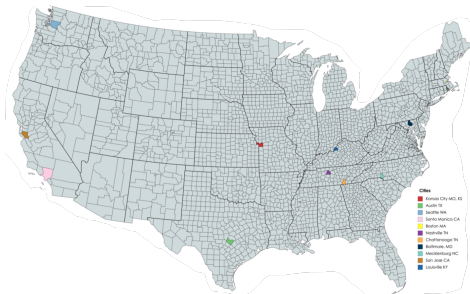 Cities
Kansas City MO, KS
Austin TX
Seattle WA
Santa Monica CA
Boston MA
Nashville TN
Chattanooga TN
Baltimore, MD
Mecklenburg NC
San Jose CA
Louisville KY